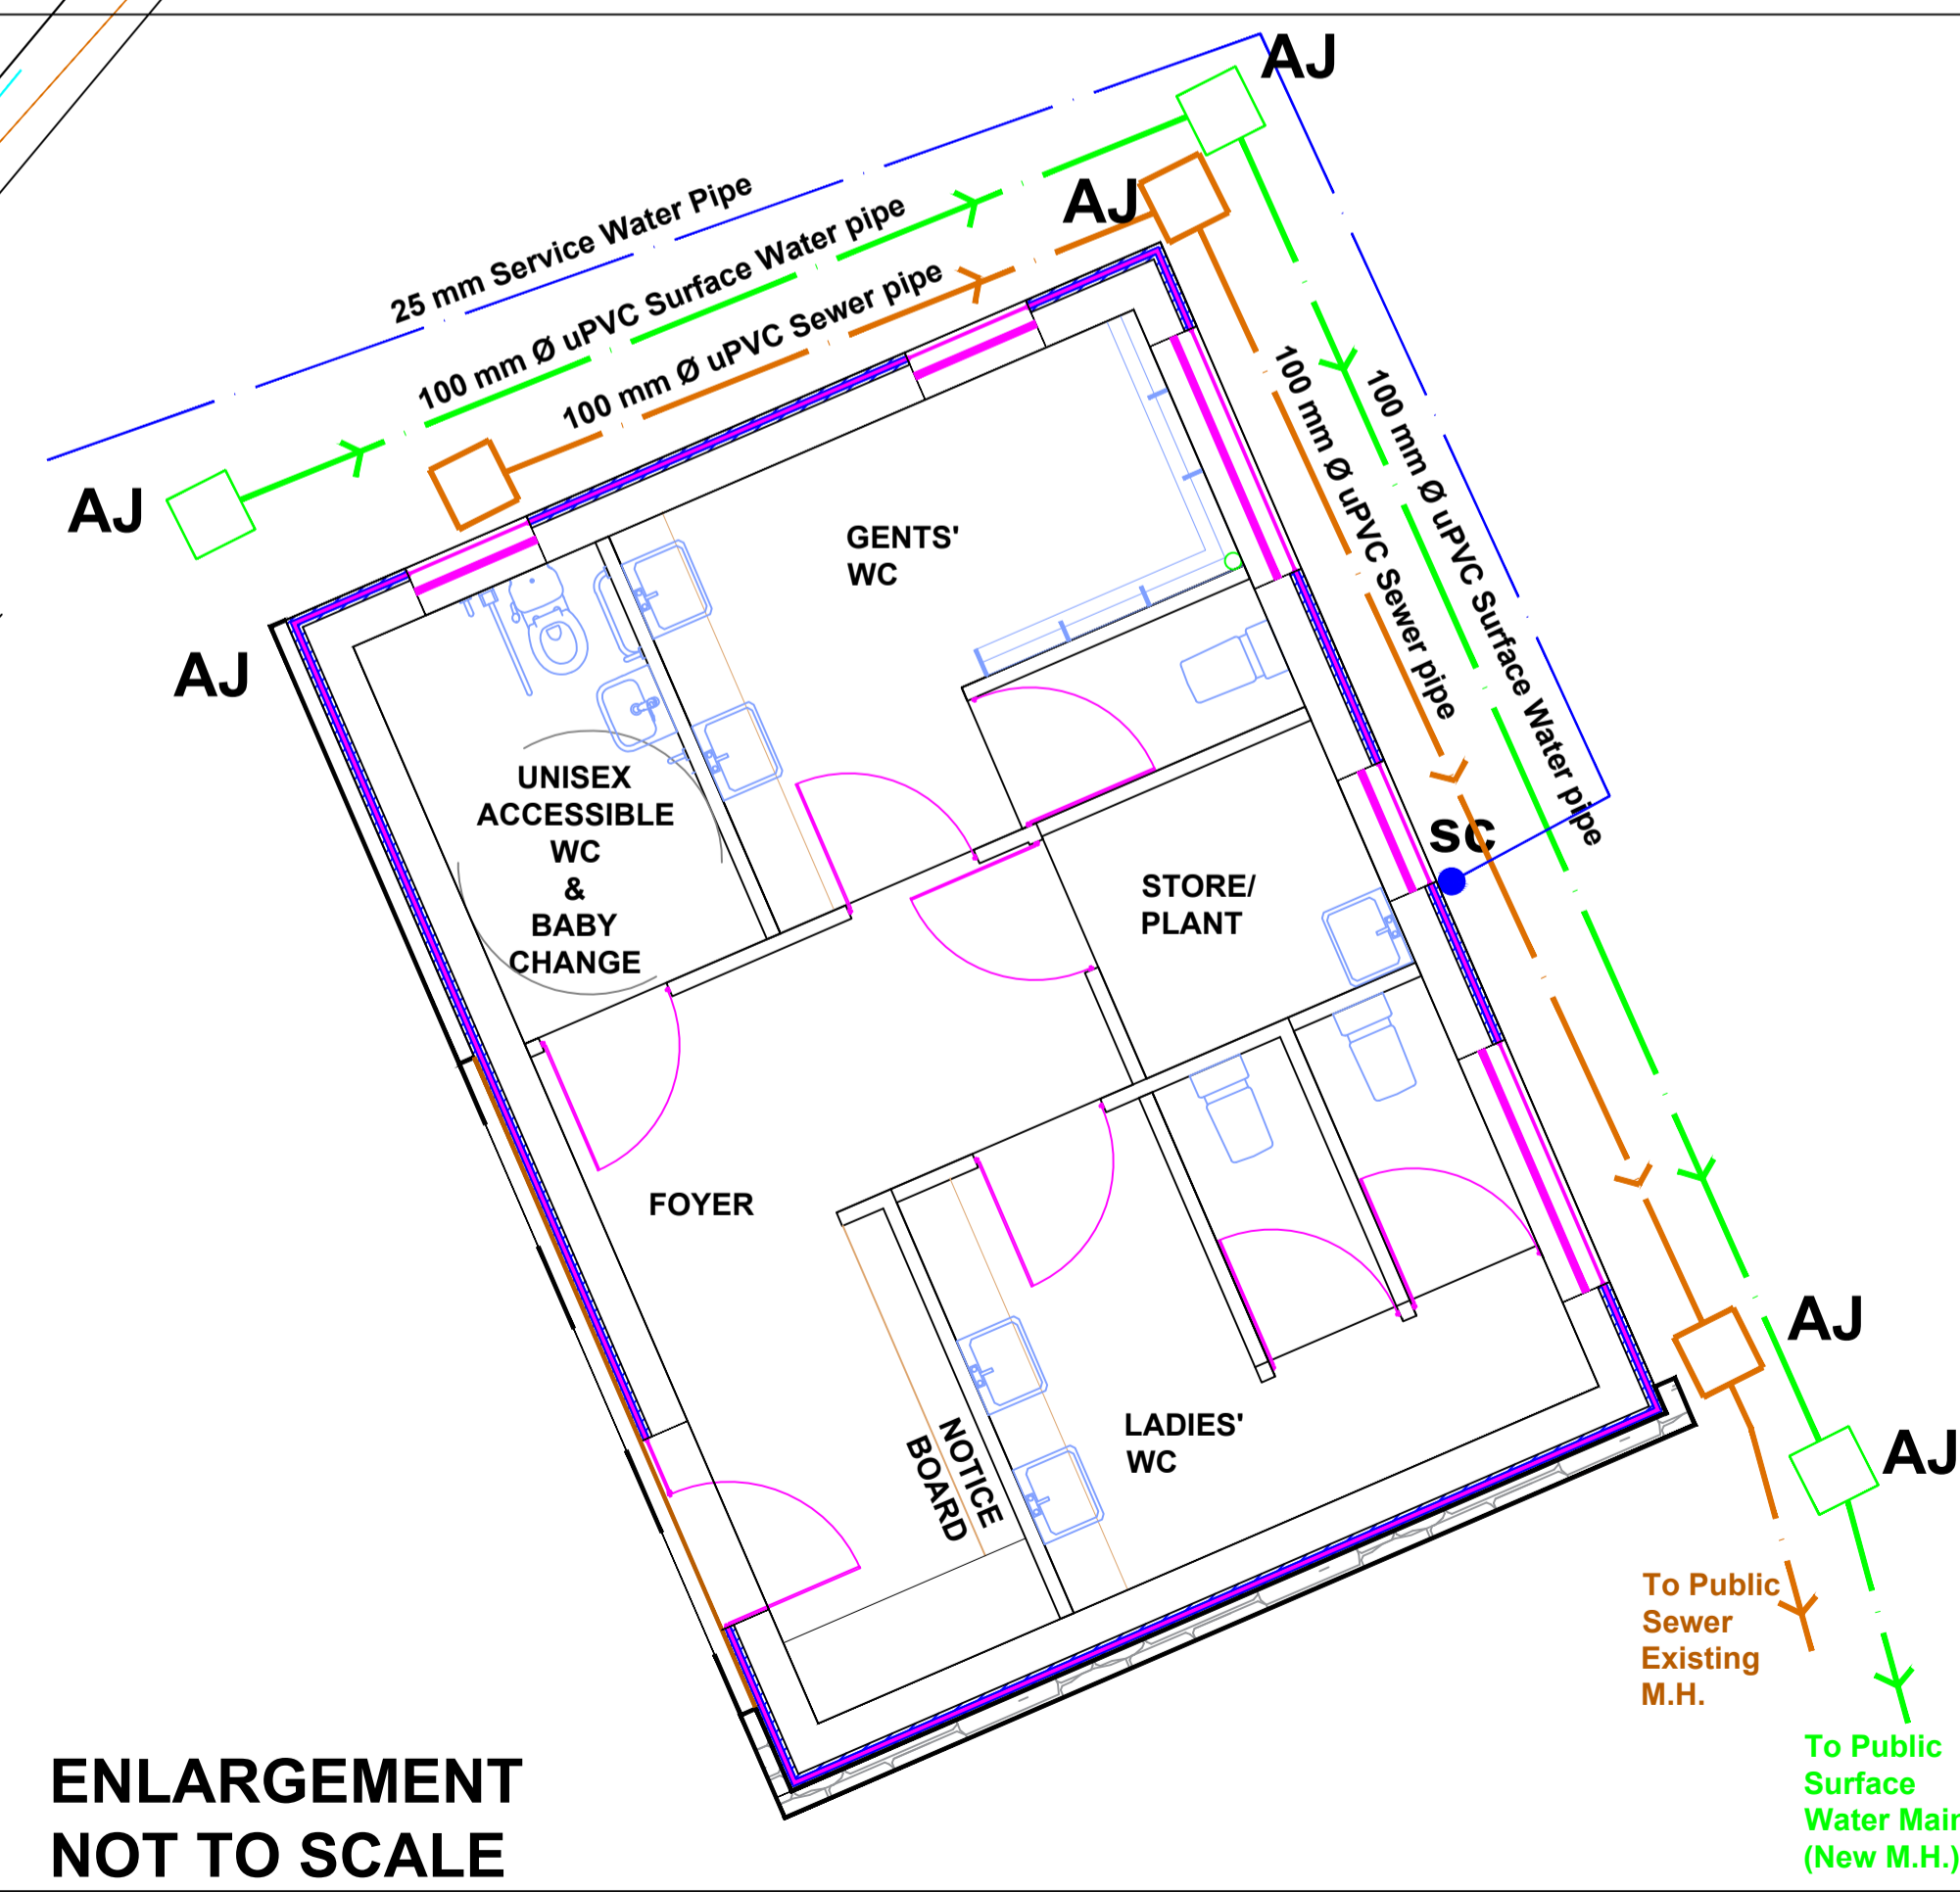 AJ
AJ
25 mm Service Water Pipe
100 mm Ø uPVC Surface Water pipe
100 mm Ø uPVC Sewer pipe
100 mm Ø uPVC Sewer pipe
100 mm Ø uPVC Surface Water pipe
AJ
AJ
GENTS'
WC
UNISEX
ACCESSIBLE
WC
&
BABY
CHANGE
SC
STORE/
PLANT
FOYER
NOTICE
BOARD
LADIES'
WC
AJ
AJ
To Public
Sewer
Existing
M.H.
To Public
Surface
Water Main
(New M.H.)
ENLARGEMENT
NOT TO SCALE